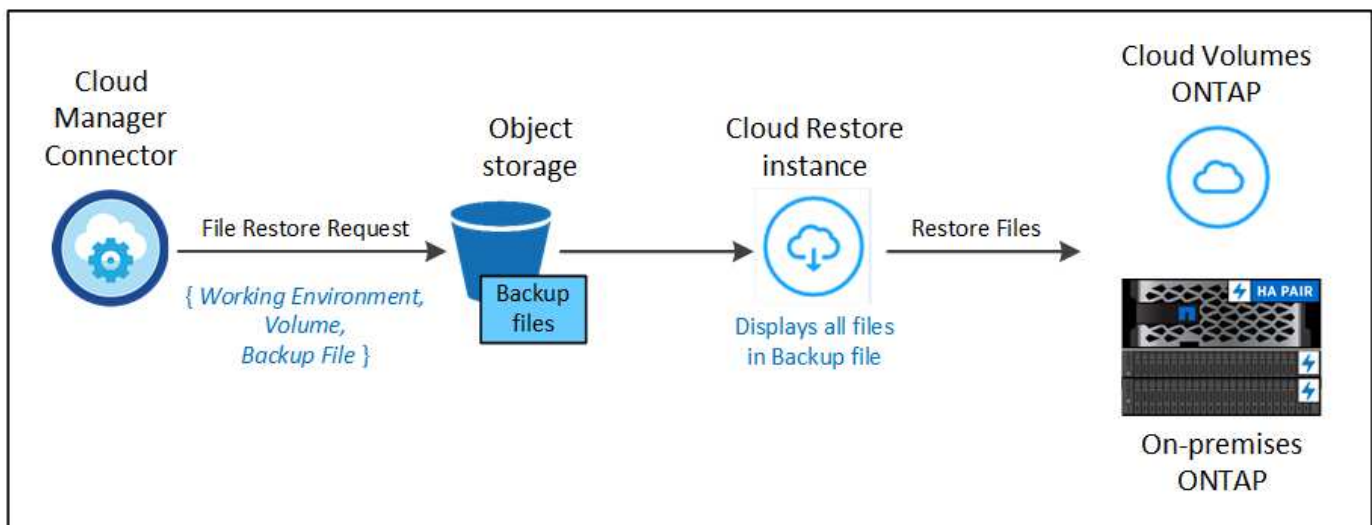 Cloud
Manager
Connector
File Restore Request
{ Working Environment,
Volume,
Backup File }
Object
storage
Backup
files
Cloud Restore
instance
Displays all files
in Backup file
Restore Files
Cloud Volumes
ONTAP
HA PAIR
On-premises
ONTAP